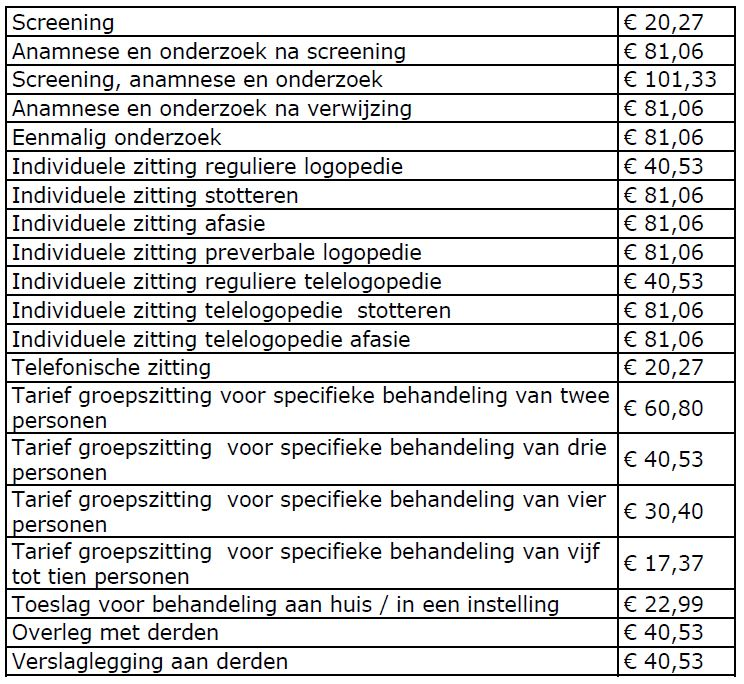 Screening € 20,27
Anamnese en onderzoek na screening € 81,06
Screening, anamnese en onderzoek € 101,33
Anamnese en onderzoek na verwijzing € 81,06
Eenmalig onderzoek € 81,06
Individuele zitting reguliere logopedie € 40,53
Individuele zitting stotteren € 81,06
Individuele zitting afasie € 81,06
Individuele zitting preverbale logopedie € 81,06
Individuele zitting reguliere telelogopedie € 40,53
Individuele zitting telelogopedie  stotteren € 81,06
Individuele zitting telelogopedie afasie € 81,06
Telefonische zitting € 20,27
Tarief groepszitting voor specifieke behandeling van twee
personen € 60,80
Tarief groepszitting  voor specifieke behandeling van drie
personen € 40,53
Tarief groepszitting  voor specifieke behandeling van vier
personen € 30,40
Tarief groepszitting  voor specifieke behandeling van vijf
tot tien personen € 17,37
Toeslag voor behandeling aan huis / in een instelling € 22,99
Overleg met derden € 40,53
Verslaglegging aan derden € 40,53